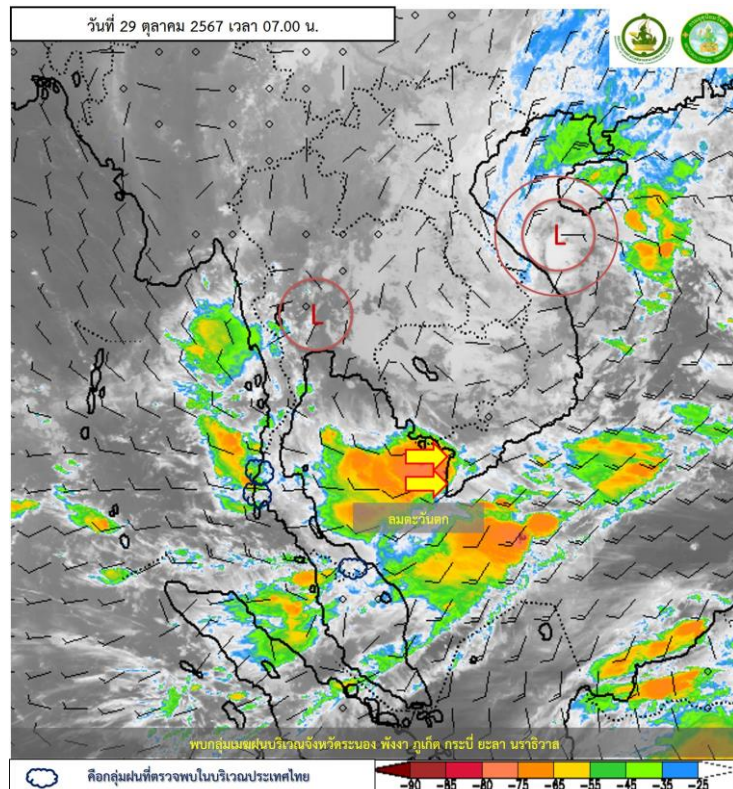 วันที่ 29 ตุลาคม 2567 เวลา 07.00 น.
L
L
ลมตะวันตก
พบกลุ่มเมฆฝนบริเวณจังหวัดระนอง พังงา ภูเก็ต กระบี่ ยะลา นราธิวาส
คือกลุ่มฝนที่ตรวจพบในบริเวณประเทศไทย
-90 -85 -80 -75 -70 -65 -55 -45 -35 -25